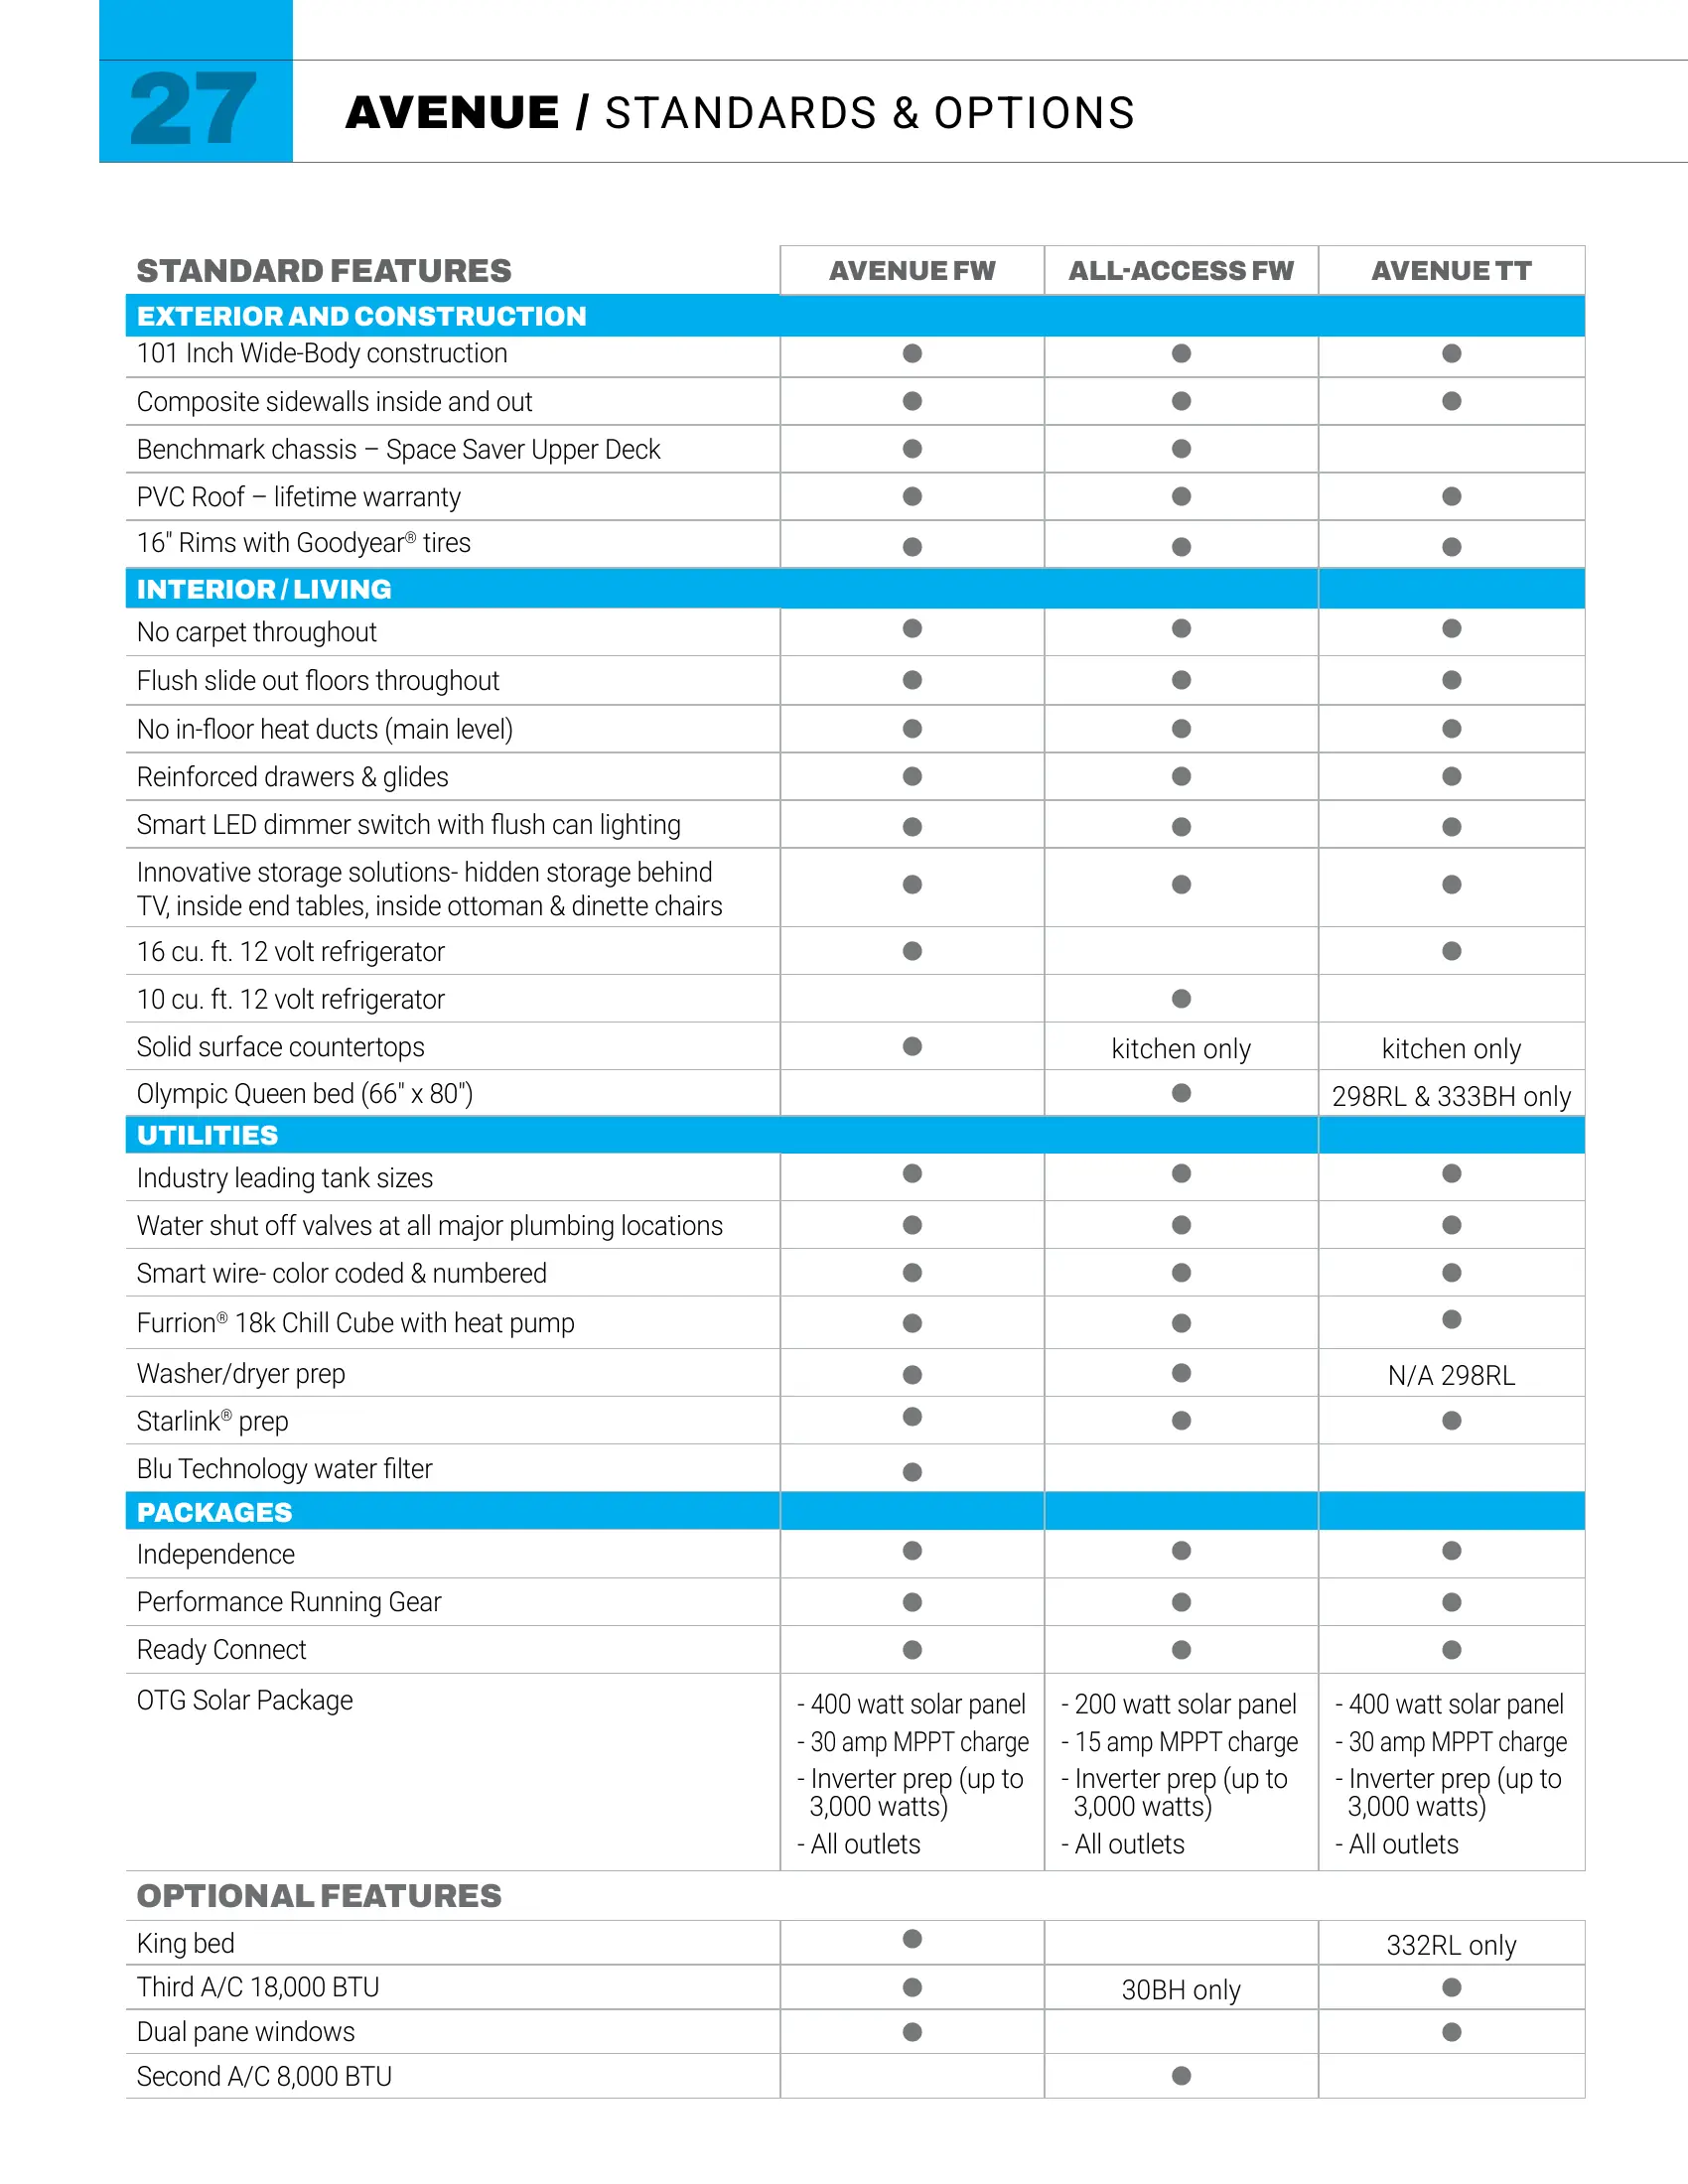 27
AVENUE / STANDARDS & OPTIONS
STANDARD FEATURES AVENUE FW ALL-ACCESS FW AVENUE TT
EXTERIOR AND CONSTRUCTION
101 Inch Wide-Body construction ● ● ●
Composite sidewalls inside and out ● ● ●
Benchmark chassis – Space Saver Upper Deck ● ●
PVC Roof – lifetime warranty ● ● ●
16" Rims with Goodyear® tires ● ● ●
INTERIOR / LIVING
No carpet throughout ● ● ●
Flush slide out floors throughout ● ● ●
No in-floor heat ducts (main level) ● ● ●
Reinforced drawers & glides ● ● ●
Smart LED dimmer switch with flush can lighting ● ● ●
Innovative storage solutions- hidden storage behind
TV, inside end tables, inside ottoman & dinette chairs ● ● ●
16 cu. ft. 12 volt refrigerator ● ●
10 cu. ft. 12 volt refrigerator ●
Solid surface countertops ● kitchen only kitchen only
Olympic Queen bed (66" x 80") ● 298RL & 333BH only
UTILITIES
Industry leading tank sizes ● ● ●
Water shut off valves at all major plumbing locations ● ● ●
Smart wire- color coded & numbered ● ● ●
Furrion® 18k Chill Cube with heat pump ● ● ●
Washer/dryer prep ● ● N/A 298RL
Starlink® prep ● ● ●
Blu Technology water filter ●
PACKAGES
Independence ● ● ●
Performance Running Gear ● ● ●
Ready Connect ● ● ●
OTG Solar Package
- 400 watt solar panel
- 30 amp MPPT charge
- Inverter prep (up to
3,000 watts)
- All outlets
- 200 watt solar panel
- 15 amp MPPT charge
- Inverter prep (up to
3,000 watts)
- All outlets
- 400 watt solar panel
- 30 amp MPPT charge
- Inverter prep (up to
3,000 watts)
- All outlets
OPTIONAL FEATURES
King bed ● 332RL only
Third A/C 18,000 BTU ● 30BH only ●
Dual pane windows ● ●
Second A/C 8,000 BTU ●